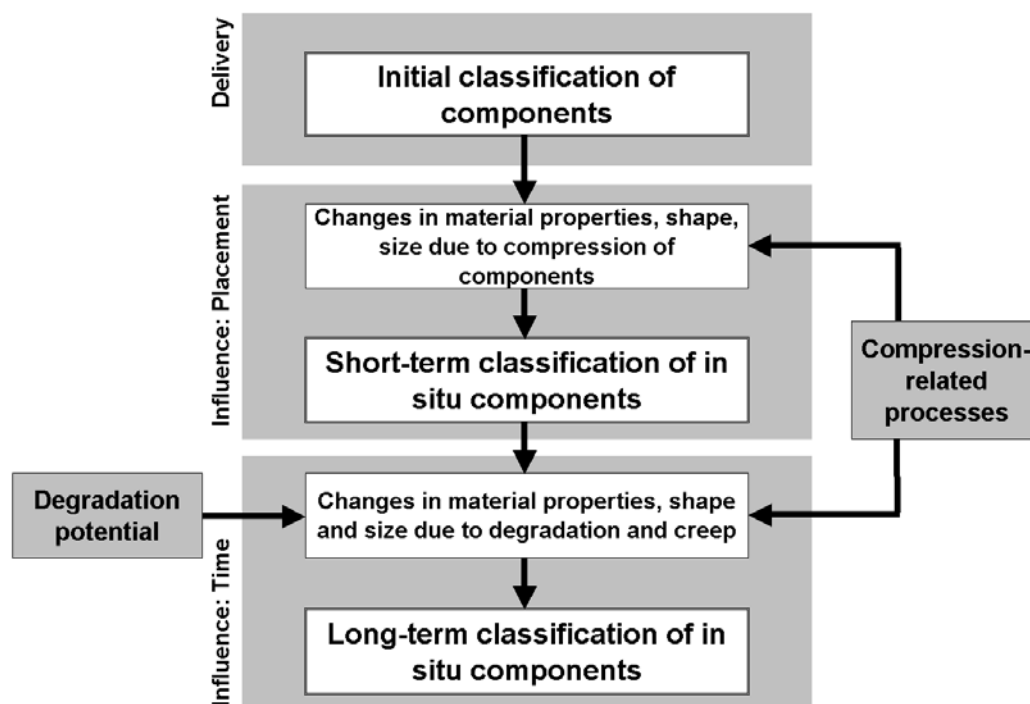 Delivery
Initial classification of
components
Influence: Placement
Changes in material properties, shape,
size due to compression of
components
Short-term classification of in
situ components
Compression-
related
processes
Influence: Time
Degradation
potential
Changes in material properties, shape
and size due to degradation and creep
Long-term classification of in
situ components